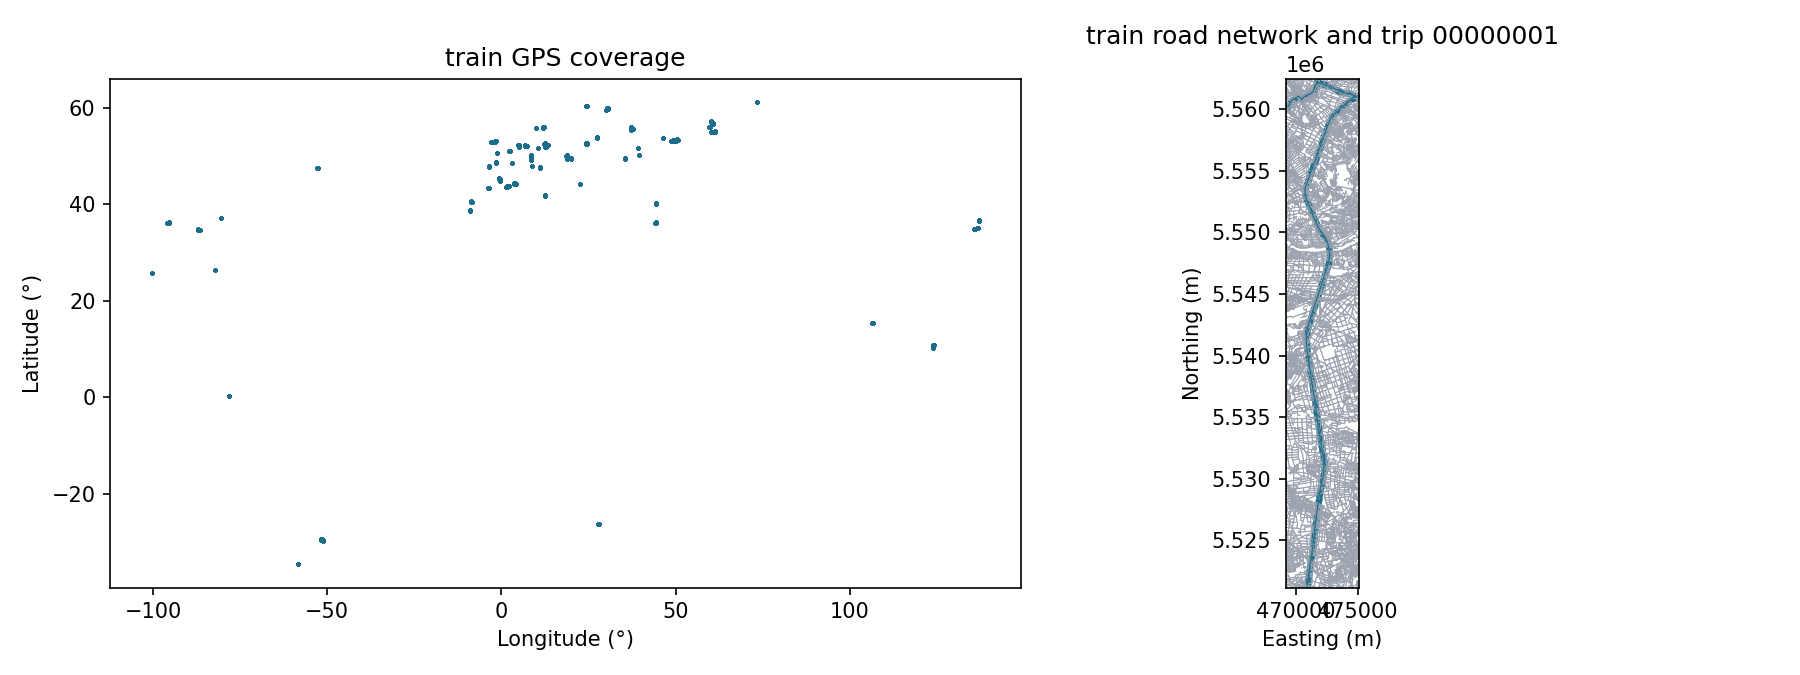 train GPS coverage
60
40
20
0
−20
−100
−50
0
50
100
Latitude (°)
Longitude (°)
train road network and trip 00000001
1e6
5.560
5.555
5.550
5.545
5.540
5.535
5.530
5.525
470000
475000
Northing (m)
Easting (m)